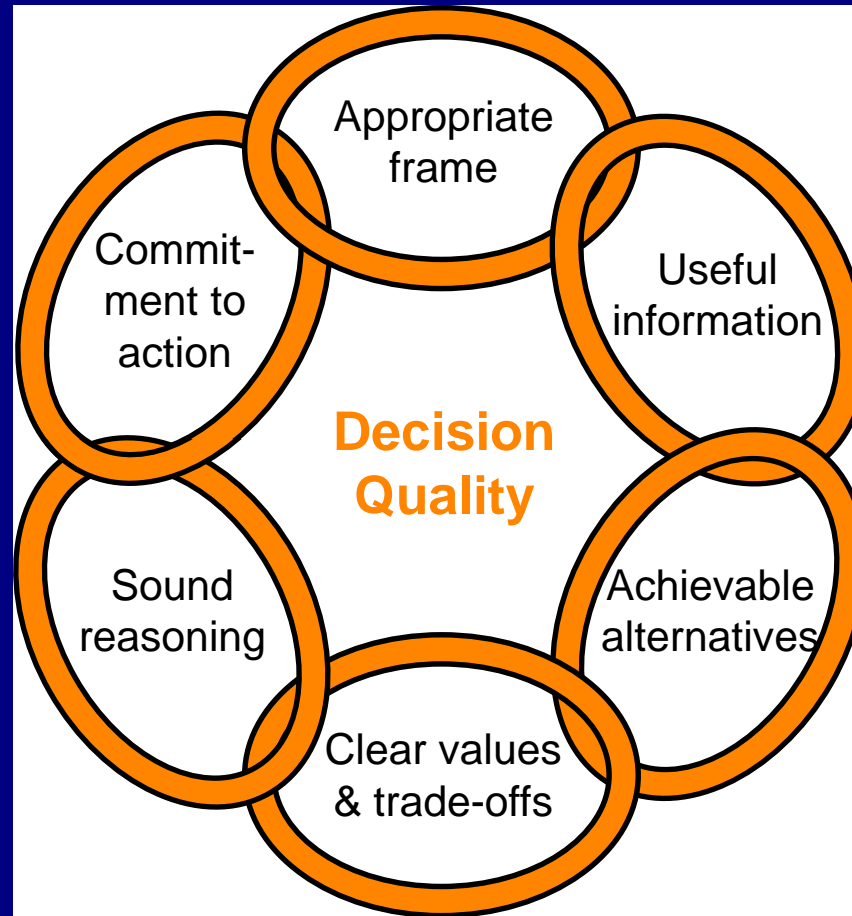 Appropriate
frame
Useful
information
Achievable
alternatives
Clear values
& trade-offs
Sound
reasoning
Commit-
ment to
action
Decision
Quality